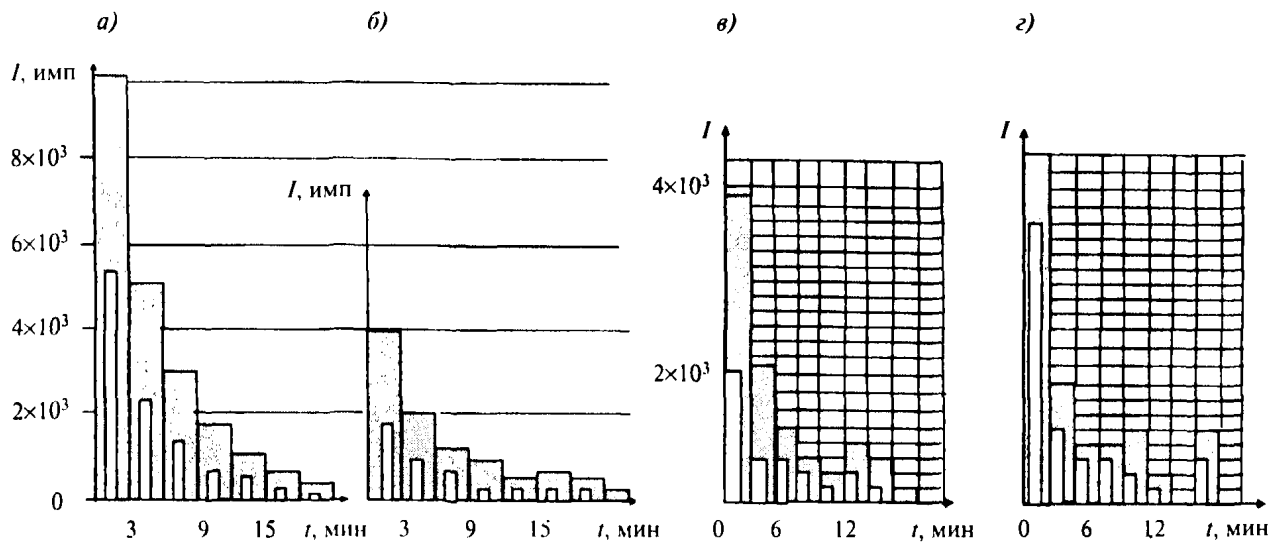 а)
б)
в)
г)
I, имп
8×10³
6×10³
4×10³
2×10³
0
3 9 15 t, мин
I, имп
3 9 15 t, мин
I
4×10³
2×10³
0 6 12 t, мин
I
0 6 12 t, мин